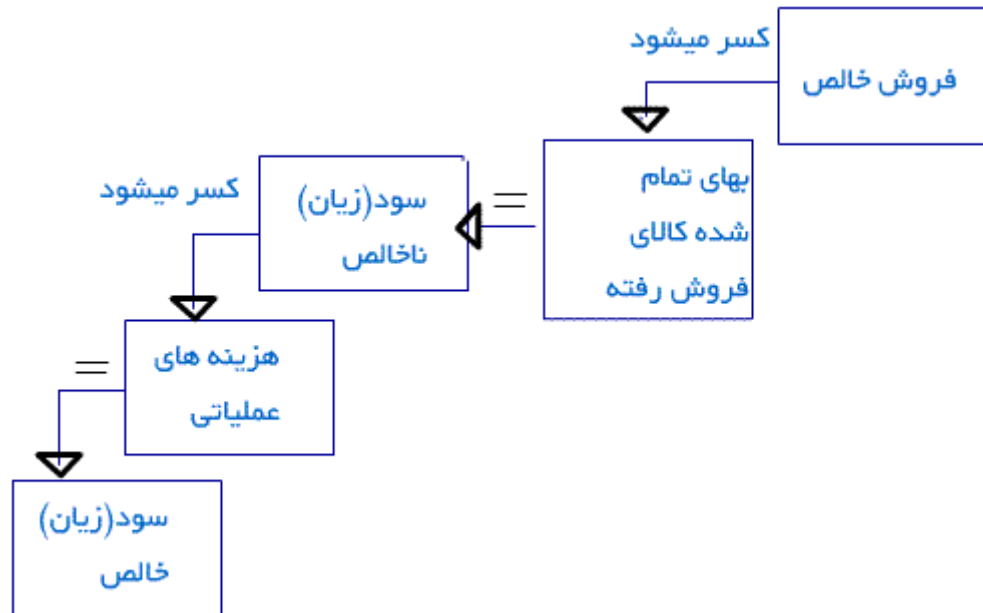 فروش خالص
کسر میشود
بهای تمام
شده کالای
فروش رفته
=
سود(زیان)
ناخالص
کسر میشود
هزینه های
عملیاتی
=
سود(زیان)
خالص